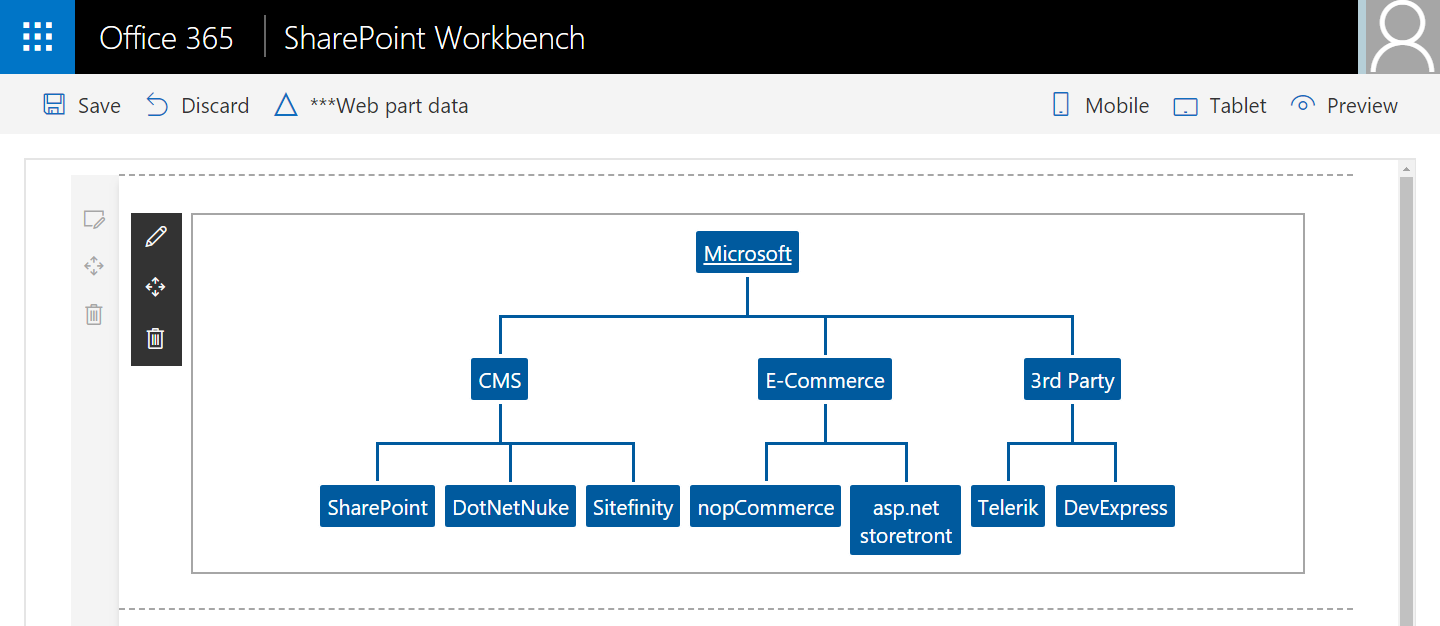 Office 365 SharePoint Workbench
Save Discard ***Web part data Mobile Tablet Preview
Microsoft
CMS E-Commerce 3rd Party
SharePoint DotNetNuke Sitefinity nopCommerce asp.net Telerik DevExpress
storetront